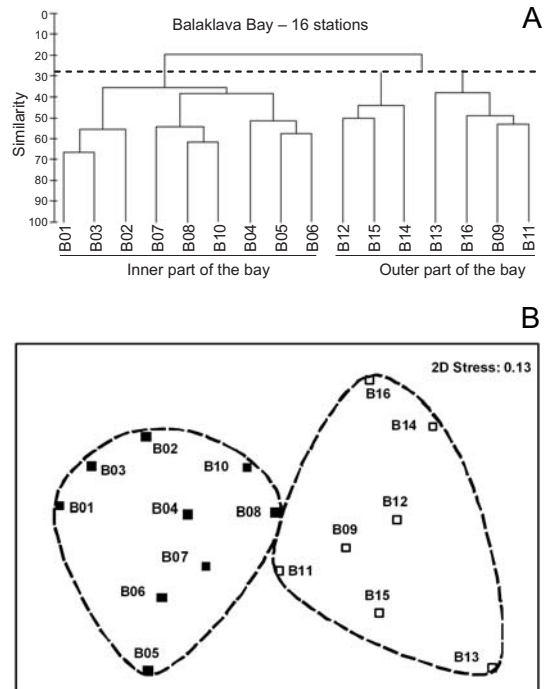 A
Balaklava Bay – 16 stations
Similarity
0
10
20
30
40
50
60
70
80
90
100
B01
B03
B02
B07
B08
B10
B04
B05
B06
B12
B15
B14
B13
B16
B09
B11
Inner part of the bay
Outer part of the bay
B
2D Stress: 0.13
B16
B14
B02
B03
B10
B01
B04
B08
B12
B09
B07
B11
B06
B15
B05
B13